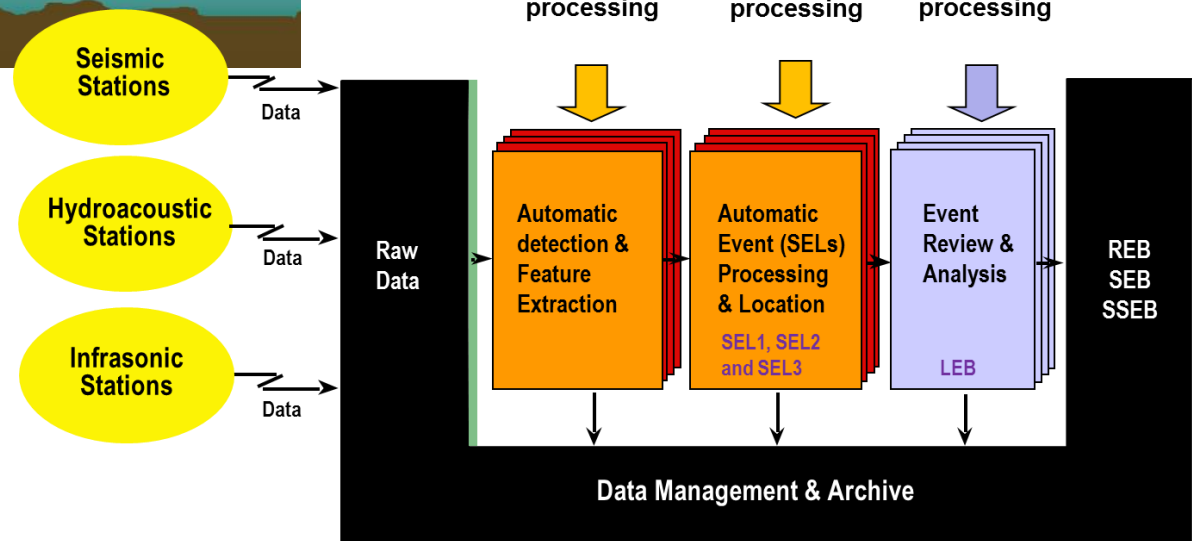 processing
processing
processing
Seismic
Stations
Data
Hydroacoustic
Stations
Data
Infrasonic
Stations
Data
Raw
Data
Automatic
detection &
Feature
Extraction
Automatic
Event (SELs)
Processing
& Location
SEL1, SEL2
and SEL3
Event
Review &
Analysis
LEB
REB
SEB
SSEB
Data Management & Archive